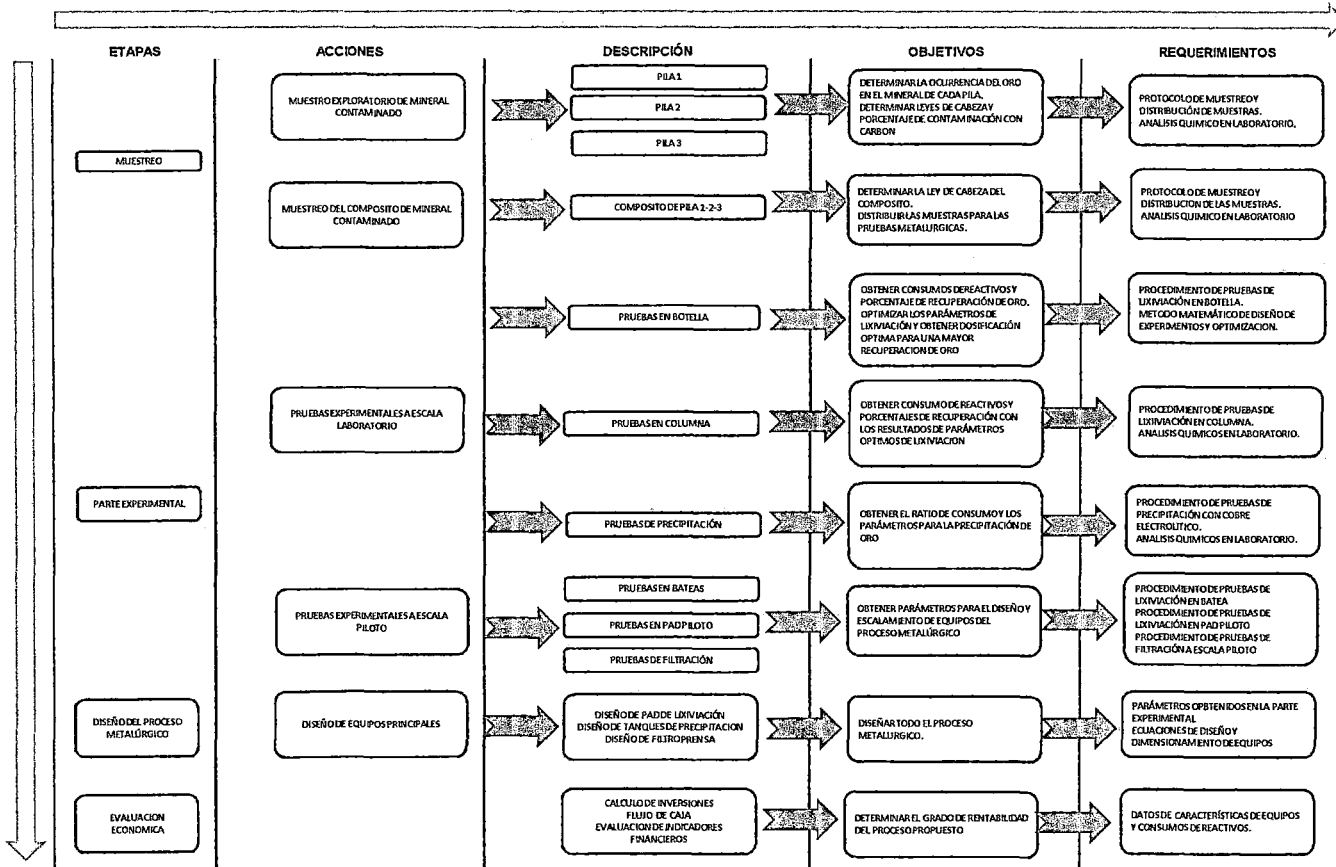 ETAPAS
ACCIONES
DESCRIPCIÓN
OBJETIVOS
REQUERIMIENTOS
MUESTREO
MUESTRO EXPLORATORIO DE MINERAL
CONTAMINADO
PILA 1
PILA 2
PILA 3
DETERMINAR LA OCURRENCIA DEL ORO
EN EL MINERAL DE CADA PILA,
DETERMINAR LEYES DE CABEZA Y
PORCENTAJE DE CONTAMINACIÓN CON
CARBON
PROTOCOLO DE MUESTREO Y
DISTRIBUCIÓN DE MUESTRAS.
ANALISIS QUIMICO EN LABORATORIO.
MUESTREO DEL COMPOSITO DE MINERAL
CONTAMINADO
COMPOSITO DE PILA 1-2-3
DETERMINAR LA LEY DE CABEZA DEL
COMPOSITO.
DISTRIBUIR LAS MUESTRAS PARA LAS
PRUEBAS METALURGICAS.
PROTOCOLO DE MUESTREO Y
DISTRIBUCION DE LAS MUESTRAS.
ANALISIS QUIMICO EN LABORATORIO
PARTE EXPERIMENTAL
PRUEBAS EXPERIMENTALES A ESCALA
LABORATORIO
PRUEBAS EN BOTELLA
OBTENER CONSUMOS DE REACTIVOS Y
PORCENTAJE DE RECUPERACIÓN DE ORO.
OPTIMIZAR LOS PARÁMETROS DE
LIXIVIACIÓN Y OBTENER DOSIFICACIÓN
OPTIMA PARA UNA MAYOR
RECUPERACION DE ORO
PROCEDIMIENTO DE PRUEBAS DE
LIXIVIACIÓN EN BOTELLA.
METODO MATEMÁTICO DE DISEÑO DE
EXPERIMENTOS Y OPTIMIZACION.
PRUEBAS EN COLUMNA
OBTENER CONSUMO DE REACTIVOS Y
PORCENTAJES DE RECUPERACIÓN CON
LOS RESULTADOS DE PARÁMETROS
OPTIMOS DE LIXIVIACION
PROCEDIMIENTO DE PRUEBAS DE
LIXIIVIACIÓN EN COLUMNA.
ANALISIS QUIMICOS EN LABORATORIO.
PRUEBAS DE PRECIPITACIÓN
OBTENER EL RATIO DE CONSUMO Y LOS
PARÁMETROS PARA LA PRECIPITACIÓN DE
ORO
PROCEDIMIENTO DE PRUEBAS DE
PRECIPITACIÓN CON COBRE
ELECTROLITICO.
ANALISIS QUIMICOS EN LABORATORIO.
PRUEBAS EXPERIMENTALES A ESCALA
PILOTO
PRUEBAS EN BATEAS
PRUEBAS EN PAD PILOTO
PRUEBAS DE FILTRACIÓN
OBTENER PARÁMETROS PARA EL DISEÑO Y
ESCALAMIENTO DE EQUIPOS DEL
PROCESO METALÚRGICO
PROCEDIMIENTO DE PRUEBAS DE
LIXIVIACIÓN EN BATEA
PROCEDIMIENTO DE PRUEBAS DE
LIXIVIACIÓN EN PAD PILOTO
PROCEDIMIENTO DE PRUEBAS DE
FILTRACIÓN A ESCALA PILOTO
DISEÑO DEL PROCESO
METALÚRGICO
DISEÑO DE EQUIPOS PRINCIPALES
DISEÑO DE PAD DE LIXIVIACIÓN
DISEÑO DE TANQUES DE PRECIPITACION
DISEÑO DE FILTRO PRENSA
DISEÑAR TODO EL PROCESO
METALURGICO.
PARÁMETROS OPBTENIDOS EN LA PARTE
EXPERIMENTAL
ECUACIONES DE DISEÑO Y
DIMENSIONAMIENTO DE EQUIPOS
EVALUACION
ECONOMICA
CALCULO DE INVERSIONES
FLUJO DE CAJA
EVALUACION DE INDICADORES
FINANCIEROS
DETERMINAR EL GRADO DE RENTABILIDAD
DEL PROCESO PROPUESTO
DATOS DE CARACTERÍSTICAS DE EQUIPOS
Y CONSUMOS DE REACTIVOS.